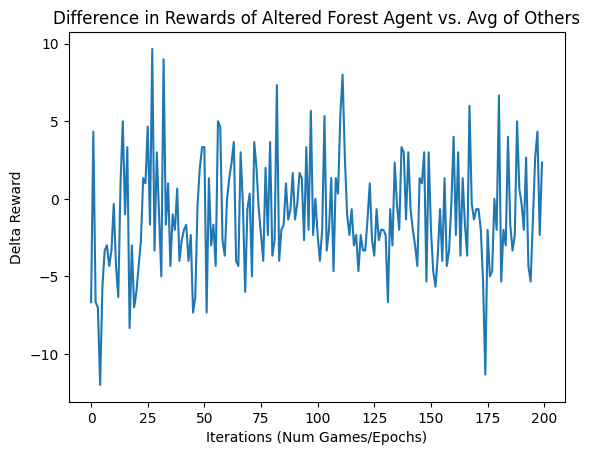 Difference in Rewards of Altered Forest Agent vs. Avg of Others
10
5
0
−5
−10
Delta Reward
0 25 50 75 100 125 150 175 200
Iterations (Num Games/Epochs)